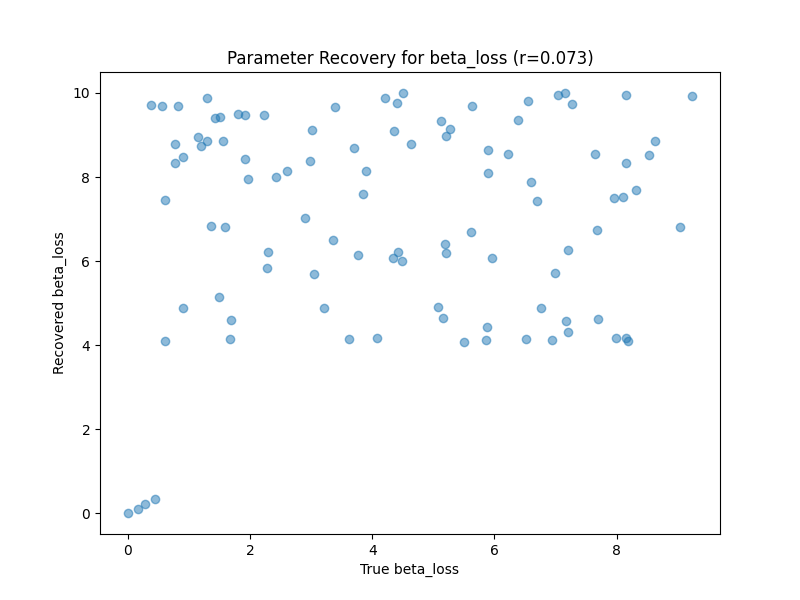 Parameter Recovery for beta_loss (r=0.073)
10
8
6
4
2
0
Recovered beta_loss
0 2 4 6 8
True beta_loss